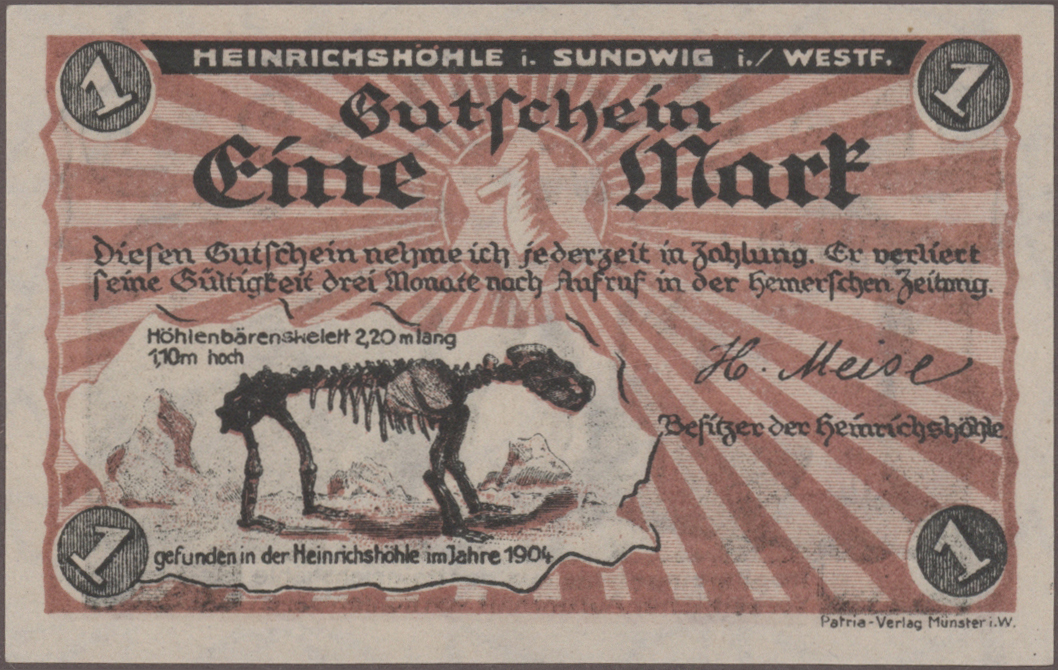 HEINRICHSHÖHLE i. SUNDWIG i./WESTF.
1
1
Gutschein
Eine Mark
1
Diesen Gutschein nehme ich jederzeit in Zahlung. Er verliert
seine Gültigkeit drei Monate nach Aufruf in der Hemerschen Zeitung.
Höhlenbärenskelett 2,20 m lang
1,10m hoch
H. Meise
Besitzer der Heinrichshöhle
gefunden in der Heinrichshöhle im Jahre 1904
1
1
Patria-Verlag Münster i.W.